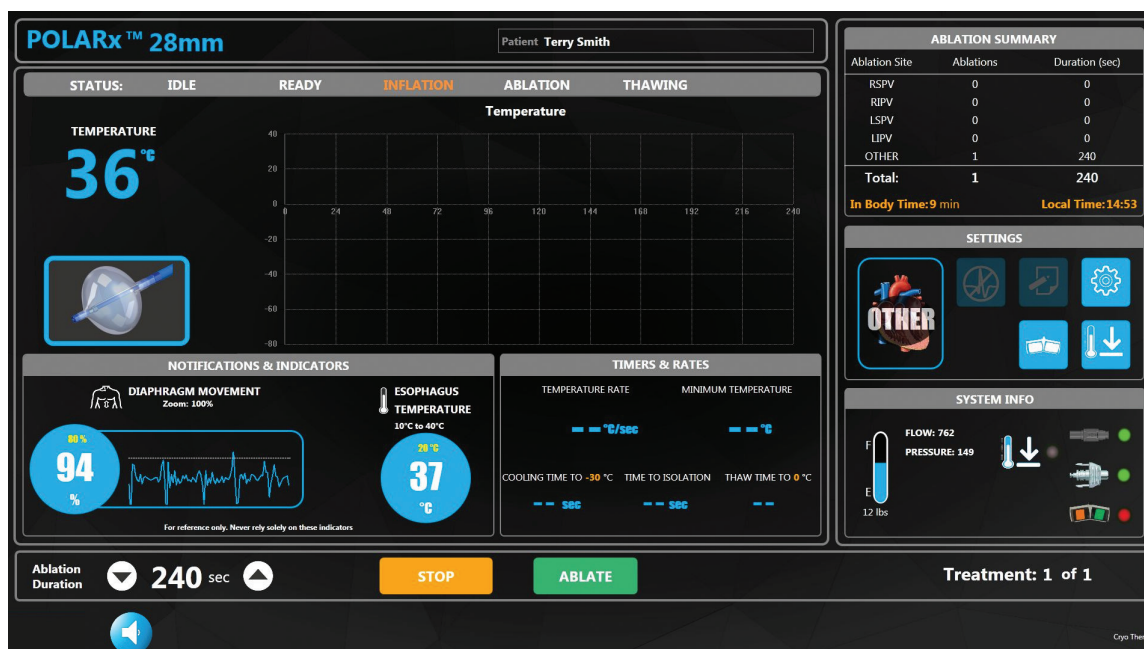 POLARx™ 28mm
Patient Terry Smith
STATUS: IDLE READY INFLATION ABLATION THAWING
TEMPERATURE
36 °C
Temperature
40
20
0
-20
-40
-60
-80
0 24 48 72 96 120 144 168 192 216 240
NOTIFICATIONS & INDICATORS
DIAPHRAGM MOVEMENT
Zoom: 100%
80 %
94
%
ESOPHAGUS
TEMPERATURE
10°C to 40°C
20 °C
37
°C
For reference only. Never rely solely on these indicators
TIMERS & RATES
TEMPERATURE RATE MINIMUM TEMPERATURE
-- °C/sec -- °C
COOLING TIME TO -30 °C TIME TO ISOLATION THAW TIME TO 0 °C
-- sec -- sec --
ABLATION SUMMARY
Ablation Site Ablations Duration (sec)
RSPV 0 0
RIPV 0 0
LSPV 0 0
LIPV 0 0
OTHER 1 240
Total: 1 240
In Body Time:9 min Local Time:14:53
SETTINGS
OTHER
SYSTEM INFO
F
E
12 lbs
FLOW: 762
PRESSURE: 149
Ablation
Duration
240 sec
STOP
ABLATE
Treatment: 1 of 1
Cryo Ther